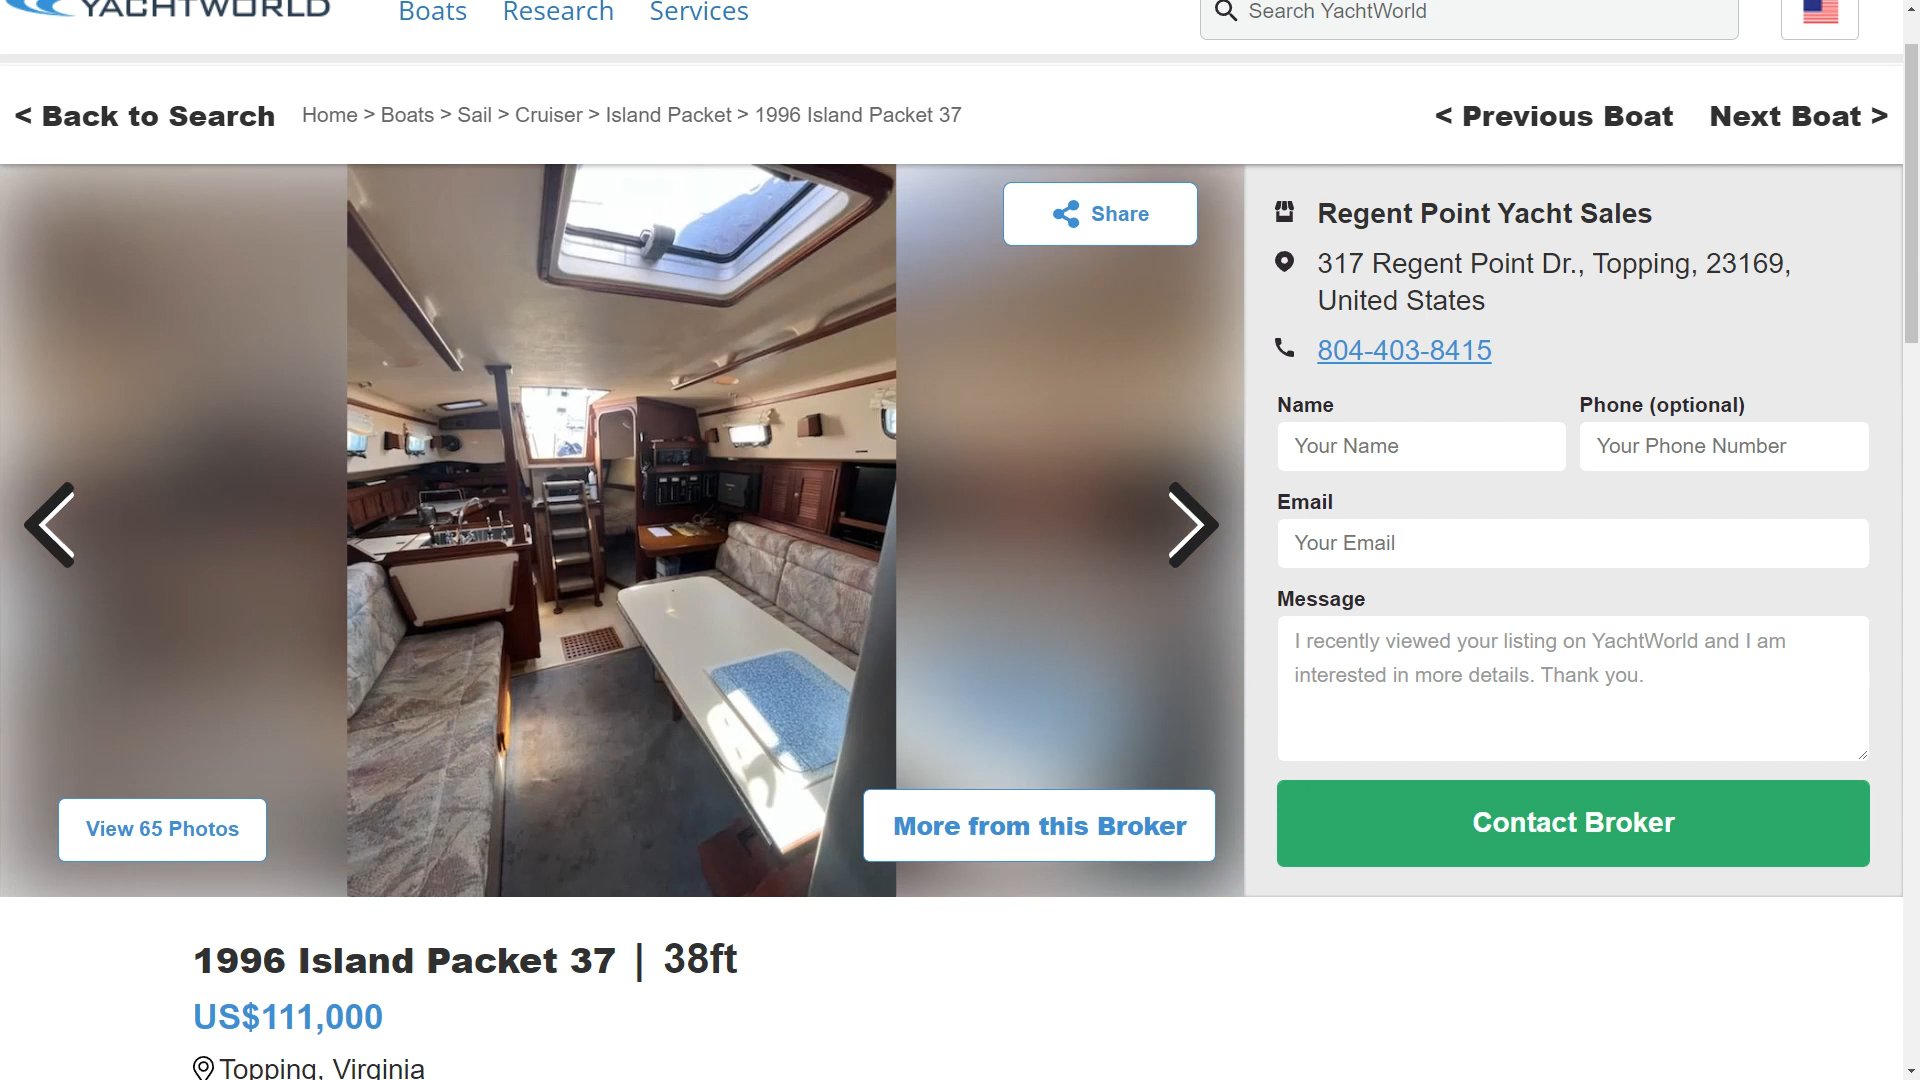 YACHTWORLD
Boats
Research
Services
Search YachtWorld
< Back to Search
Home > Boats > Sail > Cruiser > Island Packet > 1996 Island Packet 37
< Previous Boat
Next Boat >
Share
View 65 Photos
More from this Broker
Regent Point Yacht Sales
317 Regent Point Dr., Topping, 23169,
United States
804-403-8415
Name
Phone (optional)
Your Name
Your Phone Number
Email
Your Email
Message
I recently viewed your listing on YachtWorld and I am
interested in more details. Thank you.
Contact Broker
1996 Island Packet 37 | 38ft
US$111,000
Topping, Virginia